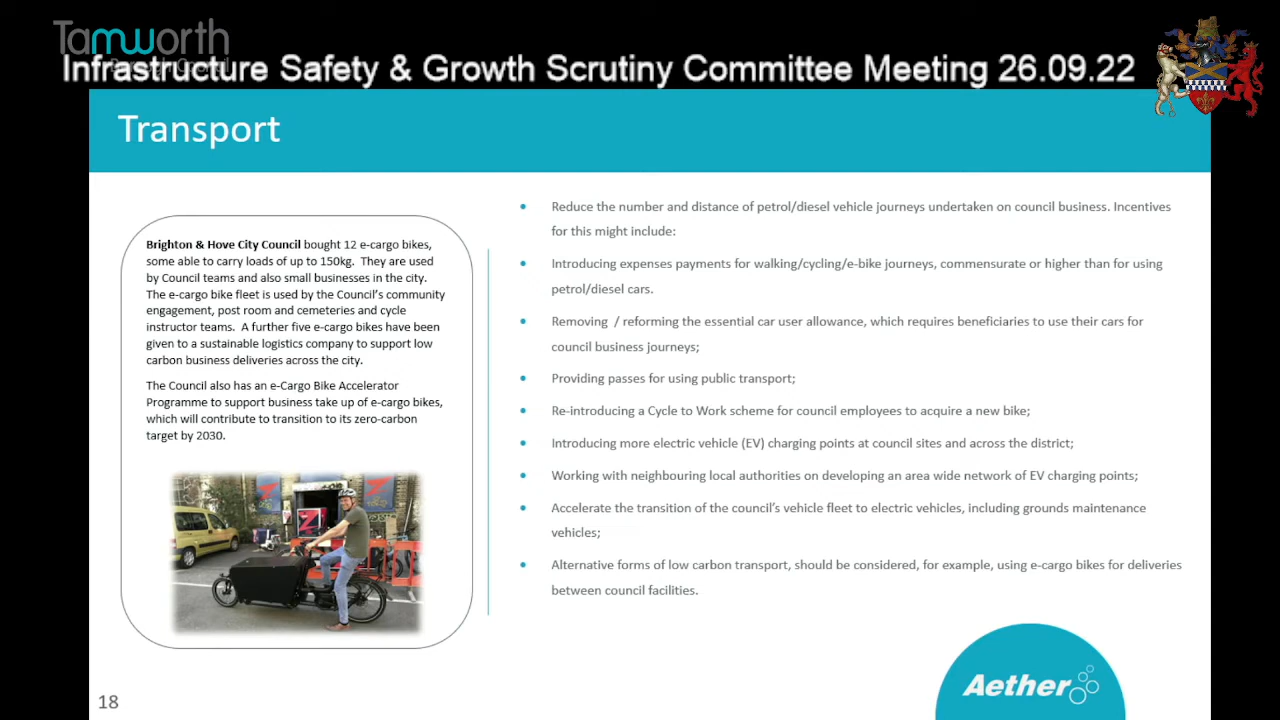 Tamworth
Borough Council
Infrastructure Safety & Growth Scrutiny Committee Meeting 26.09.22
Transport
Brighton & Hove City Council bought 12 e-cargo bikes,
some able to carry loads of up to 150kg. They are used
by Council teams and also small businesses in the city.
The e-cargo bike fleet is used by the Council's community
engagement, post room and cemeteries and cycle
instructor teams. A further five e-cargo bikes have been
given to a sustainable logistics company to support low
carbon business deliveries across the city.
The Council also has an e-Cargo Bike Accelerator
Programme to support business take up of e-cargo bikes,
which will contribute to transition to its zero-carbon
target by 2030.
• Reduce the number and distance of petrol/diesel vehicle journeys undertaken on council business. Incentives
for this might include:
• Introducing expenses payments for walking/cycling/e-bike journeys, commensurate or higher than for using
petrol/diesel cars.
• Removing / reforming the essential car user allowance, which requires beneficiaries to use their cars for
council business journeys;
• Providing passes for using public transport;
• Re-introducing a Cycle to Work scheme for council employees to acquire a new bike;
• Introducing more electric vehicle (EV) charging points at council sites and across the district;
• Working with neighbouring local authorities on developing an area wide network of EV charging points;
• Accelerate the transition of the council's vehicle fleet to electric vehicles, including grounds maintenance
vehicles;
• Alternative forms of low carbon transport, should be considered, for example, using e-cargo bikes for deliveries
between council facilities.
Aether
18